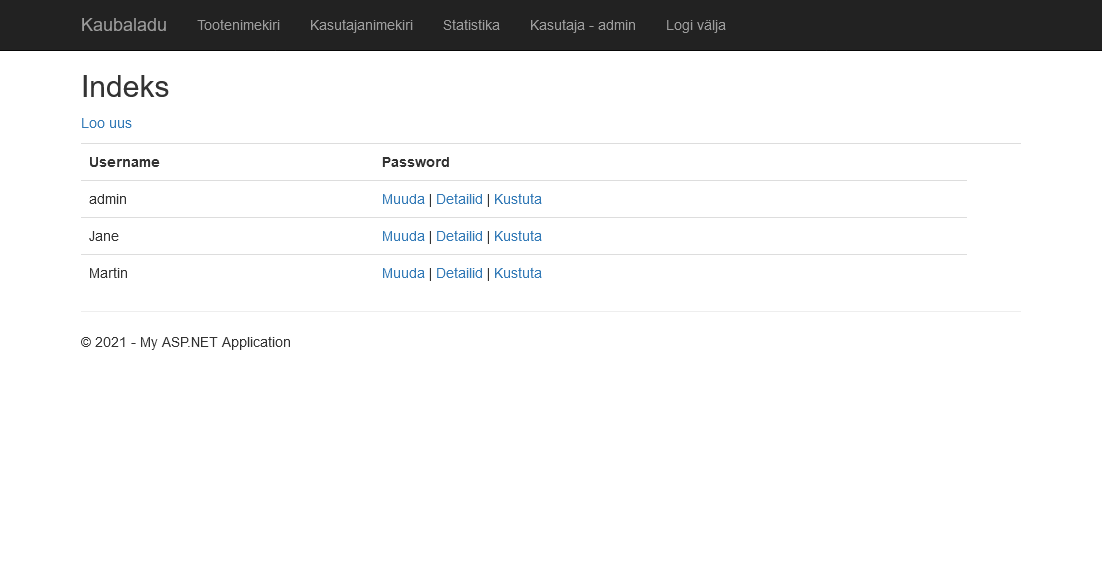 Kaubaladu Tootenimekiri Kasutajanimekiri Statistika Kasutaja - admin Logi välja
Indeks
Loo uus
Username Password
admin Muuda | Detailid | Kustuta
Jane Muuda | Detailid | Kustuta
Martin Muuda | Detailid | Kustuta
© 2021 - My ASP.NET Application